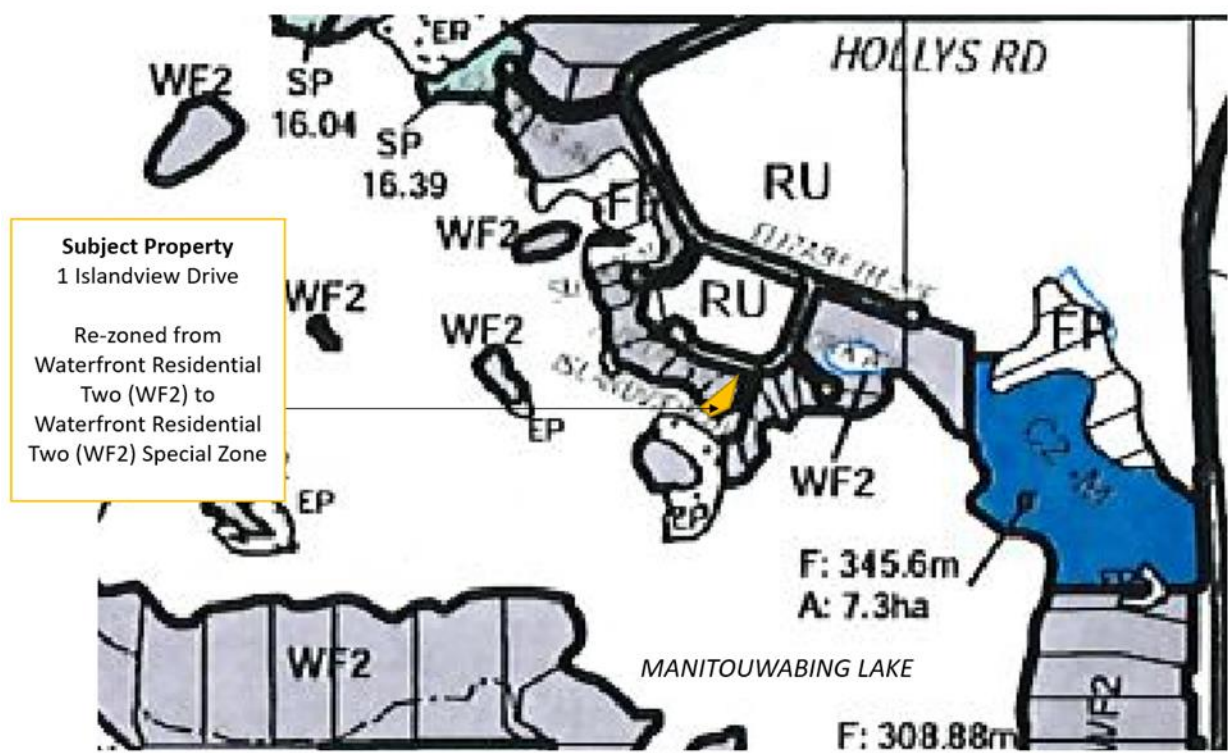 EP
HOLLYS RD
WF2
SP
16.04
SP
16.39
RU
WF2
Subject Property
1 Islandview Drive
Re-zoned from
Waterfront Residential
Two (WF2) to
Waterfront Residential
Two (WF2) Special Zone
WF2
RU
WF2
EP
EP
WF2
EP
EP
F: 345.6m
A: 7.3ha
WF2
MANITOUWABING LAKE
WF2
F: 308.88m